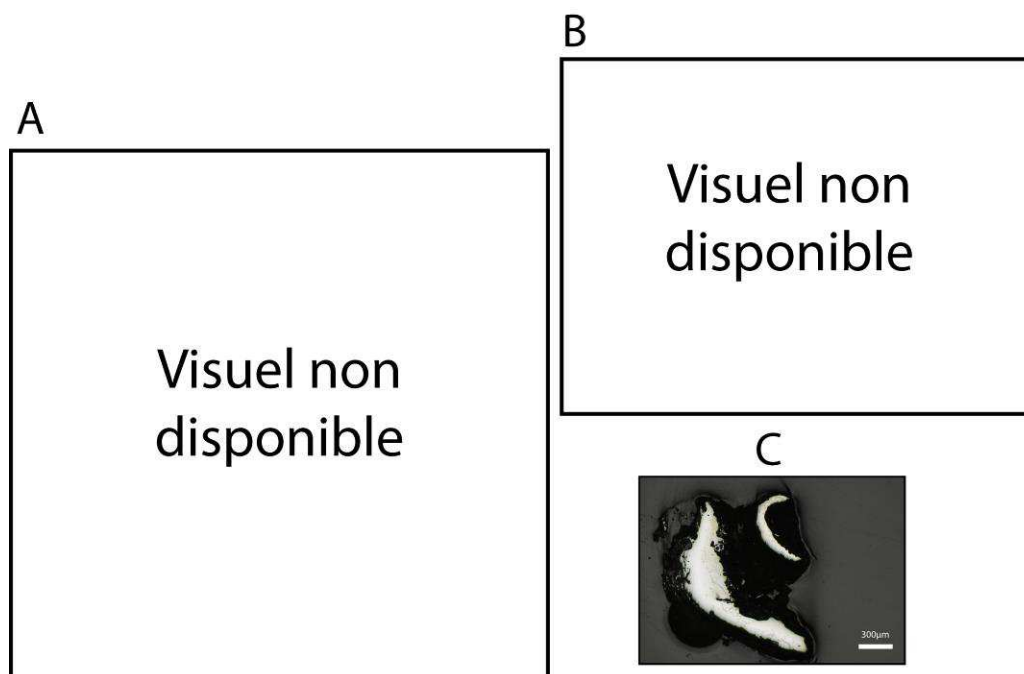 A
Visuel non
disponible
B
Visuel non
disponible
C
300µm